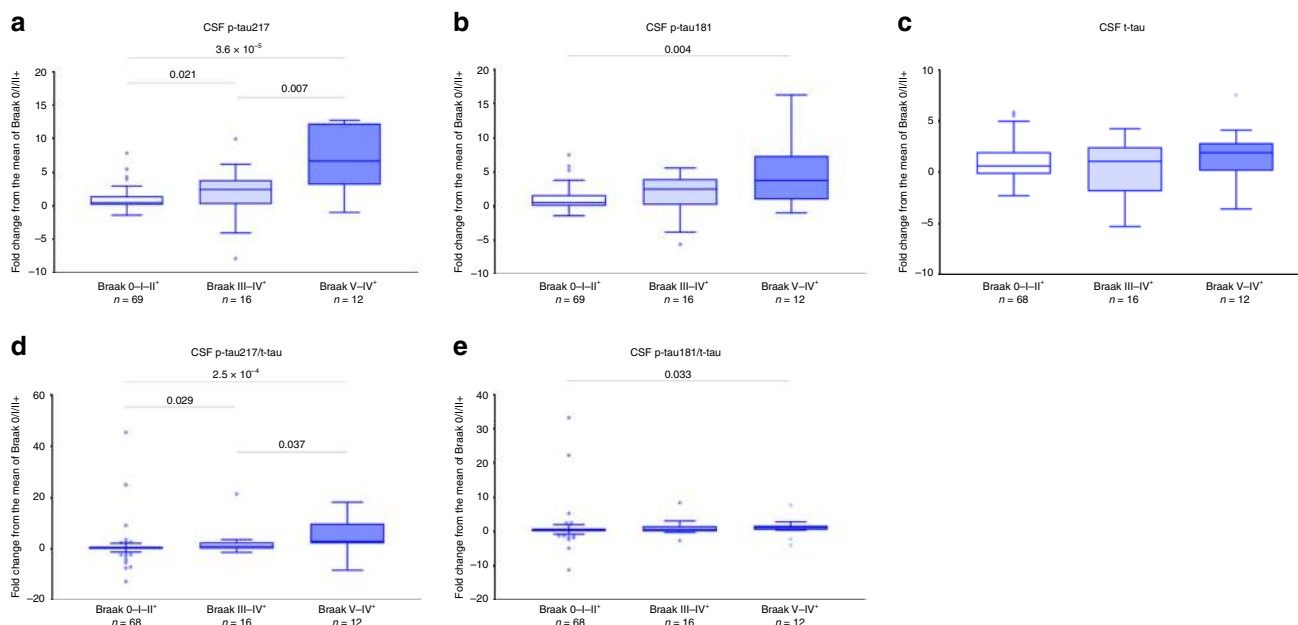 a
CSF p-tau217
3.6 × 10⁻⁵
0.021
0.007
Fold change from the mean of Braak 0/I/II+
20
15
10
5
0
−5
−10
Braak 0–I–II⁺
n = 69
Braak III–IV⁺
n = 16
Braak V–IV⁺
n = 12
b
CSF p-tau181
0.004
Fold change from the mean of Braak 0/I/II+
20
15
10
5
0
−5
−10
Braak 0–I–II⁺
n = 69
Braak III–IV⁺
n = 16
Braak V–IV⁺
n = 12
c
CSF t-tau
Fold change from the mean of Braak 0/I/II+
10
5
0
−5
−10
Braak 0–I–II⁺
n = 68
Braak III–IV⁺
n = 16
Braak V–IV⁺
n = 12
d
CSF p-tau217/t-tau
2.5 × 10⁻⁴
0.029
0.037
Fold change from the mean of Braak 0/I/II+
60
40
20
0
−20
Braak 0–I–II⁺
n = 68
Braak III–IV⁺
n = 16
Braak V–IV⁺
n = 12
e
CSF p-tau181/t-tau
0.033
Fold change from the mean of Braak 0/I/II+
40
30
20
10
0
−10
−20
Braak 0–I–II⁺
n = 68
Braak III–IV⁺
n = 16
Braak V–IV⁺
n = 12